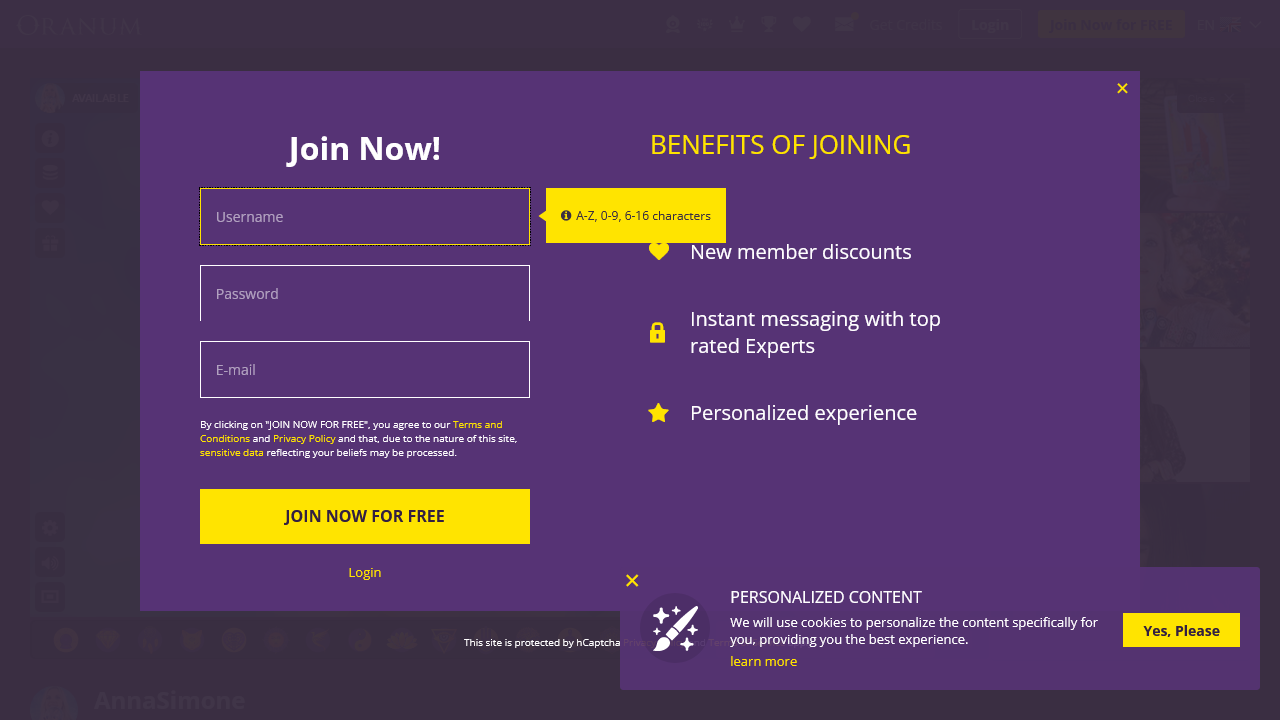 ORANUM
Get Credits
Login
Join Now for FREE
EN
AVAILABLE
Join Now!
BENEFITS OF JOINING
Username
A-Z, 0-9, 6-16 characters
New member discounts
Password
Instant messaging with top
rated Experts
E-mail
Personalized experience
By clicking on "JOIN NOW FOR FREE", you agree to our Terms and
Conditions and Privacy Policy and that, due to the nature of this site,
sensitive data reflecting your beliefs may be processed.
JOIN NOW FOR FREE
Login
PERSONALIZED CONTENT
We will use cookies to personalize the content specifically for
you, providing you the best experience.
learn more
Yes, Please
This site is protected by hCaptcha
AnnaSimone